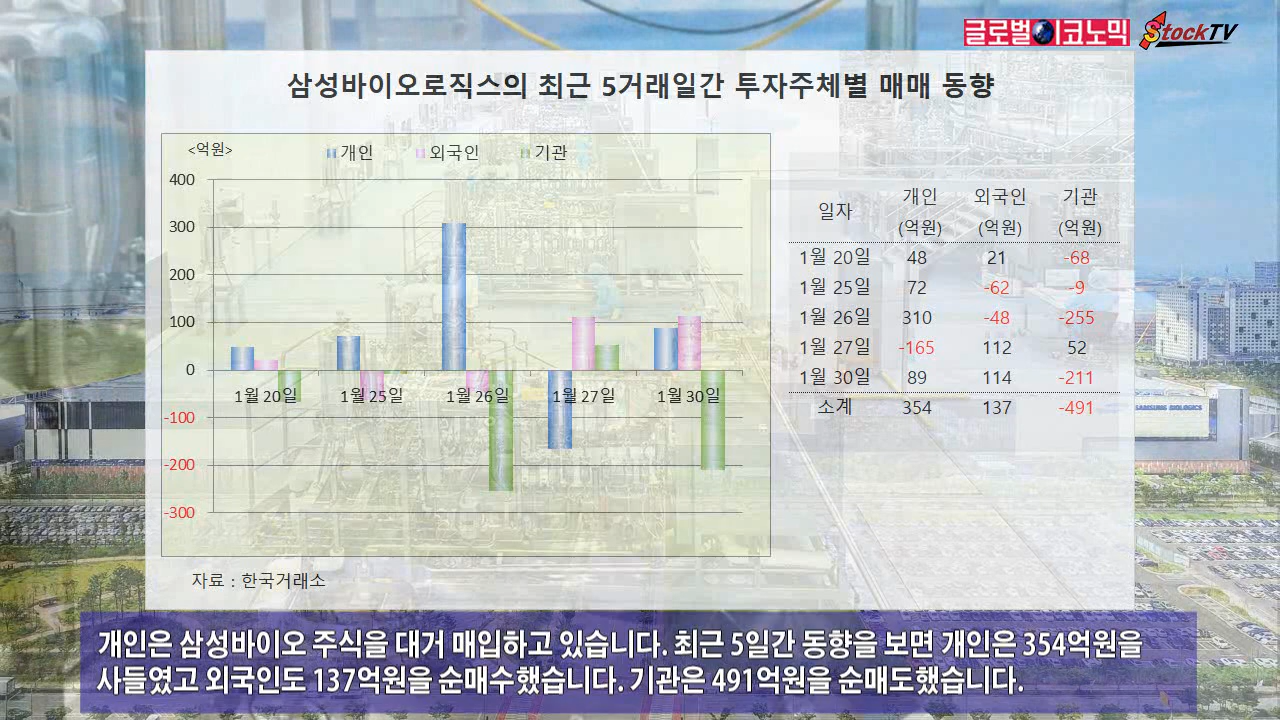 글로벌이코노믹 StockTV
삼성바이오로직스의 최근 5거래일간 투자주체별 매매 동향
<억원> 개인 외국인 기관
400
300
200
100
0
-100
-200
-300
1월 20일 1월 25일 1월 26일 1월 27일 1월 30일
일자 개인 외국인 기관
(억원) (억원) (억원)
1월 20일 48 21 -68
1월 25일 72 -62 -9
1월 26일 310 -48 -255
1월 27일 -165 112 52
1월 30일 89 114 -211
소계 354 137 -491
SAMSUNG BIOLOGICS
자료 : 한국거래소
개인은 삼성바이오 주식을 대거 매입하고 있습니다. 최근 5일간 동향을 보면 개인은 354억원을
사들였고 외국인도 137억원을 순매수했습니다. 기관은 491억원을 순매도했습니다.